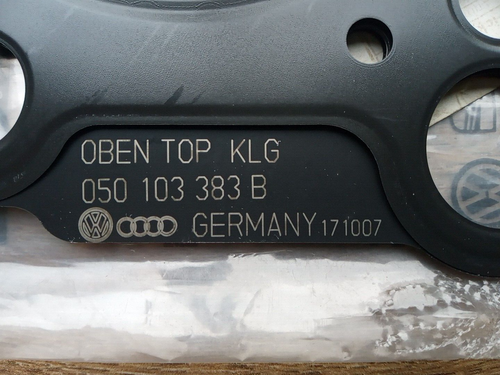 OBEN TOP KLG
050 103 383 B
GERMANY 171007